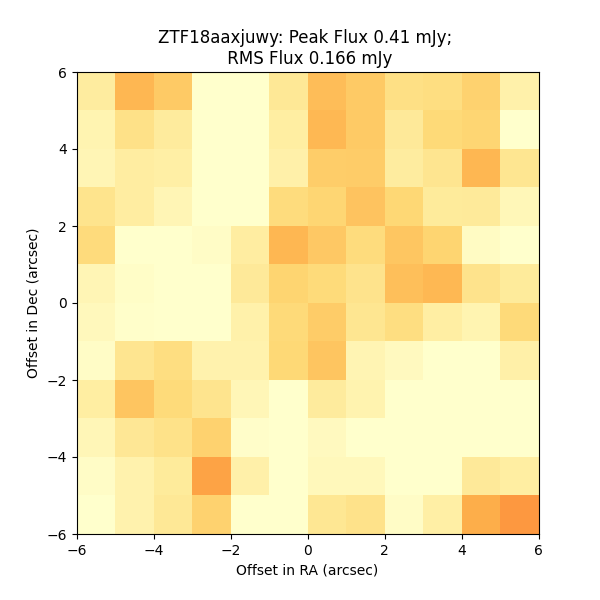 ZTF18aaxjuwy: Peak Flux 0.41 mJy;
RMS Flux 0.166 mJy
6
4
2
0
−2
−4
−6
Offset in Dec (arcsec)
−6 −4 −2 0 2 4 6
Offset in RA (arcsec)